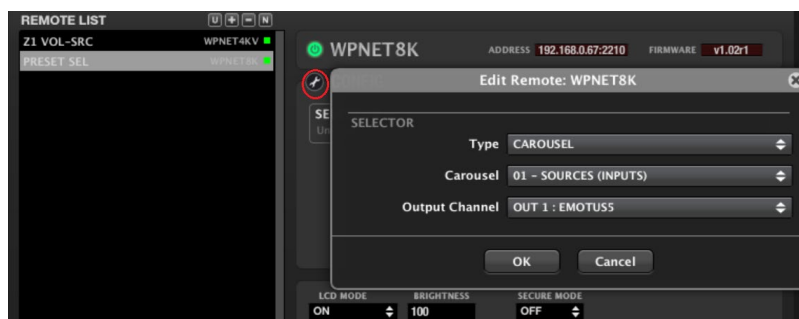 REMOTE LIST
U + - N
Z1 VOL-SRC WPNET4KV
PRESET SEL WPNET8K
WPNET8K ADDRESS 192.168.0.67:2210 FIRMWARE v1.02r1
Edit Remote: WPNET8K
SE
Un
SELECTOR
Type CAROUSEL
Carousel 01 - SOURCES (INPUTS)
Output Channel OUT 1 : EMOTUS5
OK Cancel
LCD MODE BRIGHTNESS SECURE MODE
ON 100 OFF